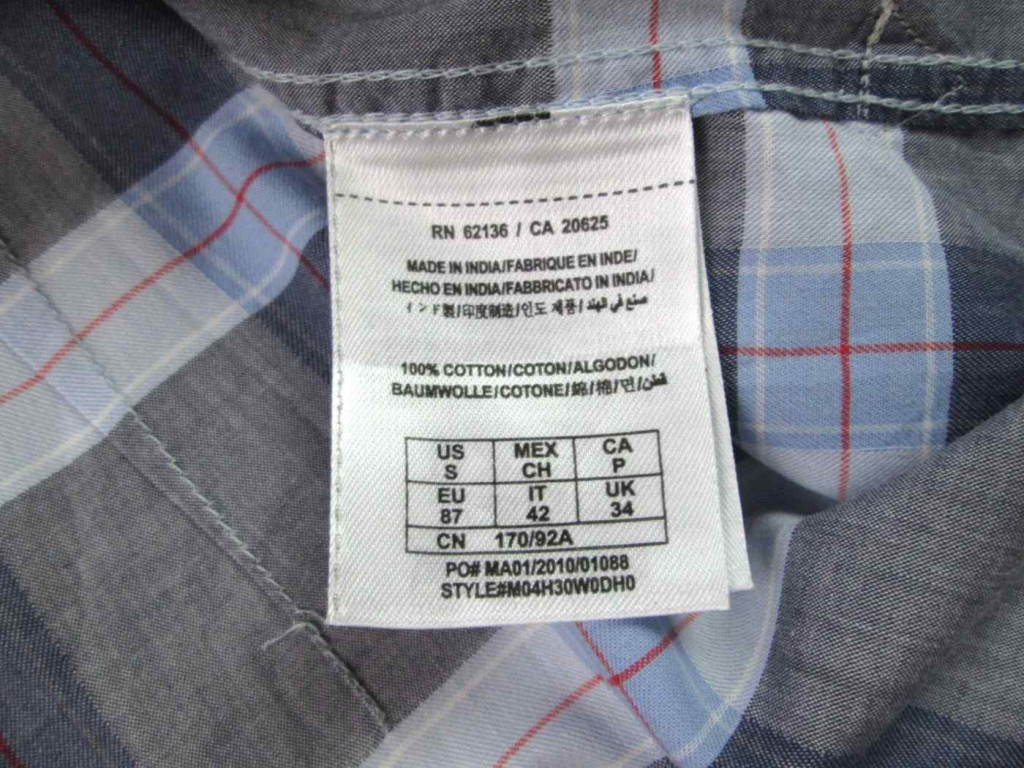 RN 62136 / CA 20625
MADE IN INDIA/FABRIQUE EN INDE/
HECHO EN INDIA/FABBRICATO IN INDIA/
インド製/印度制造/인도 제품/ صنع في الهند
100% COTTON/COTON/ALGODON/
BAUMWOLLE/COTONE/綿/棉/면/قطن
US MEX CA
S CH P
EU IT UK
87 42 34
CN 170/92A
PO# MA01/2010/01088
STYLE#M04H30W0DH0